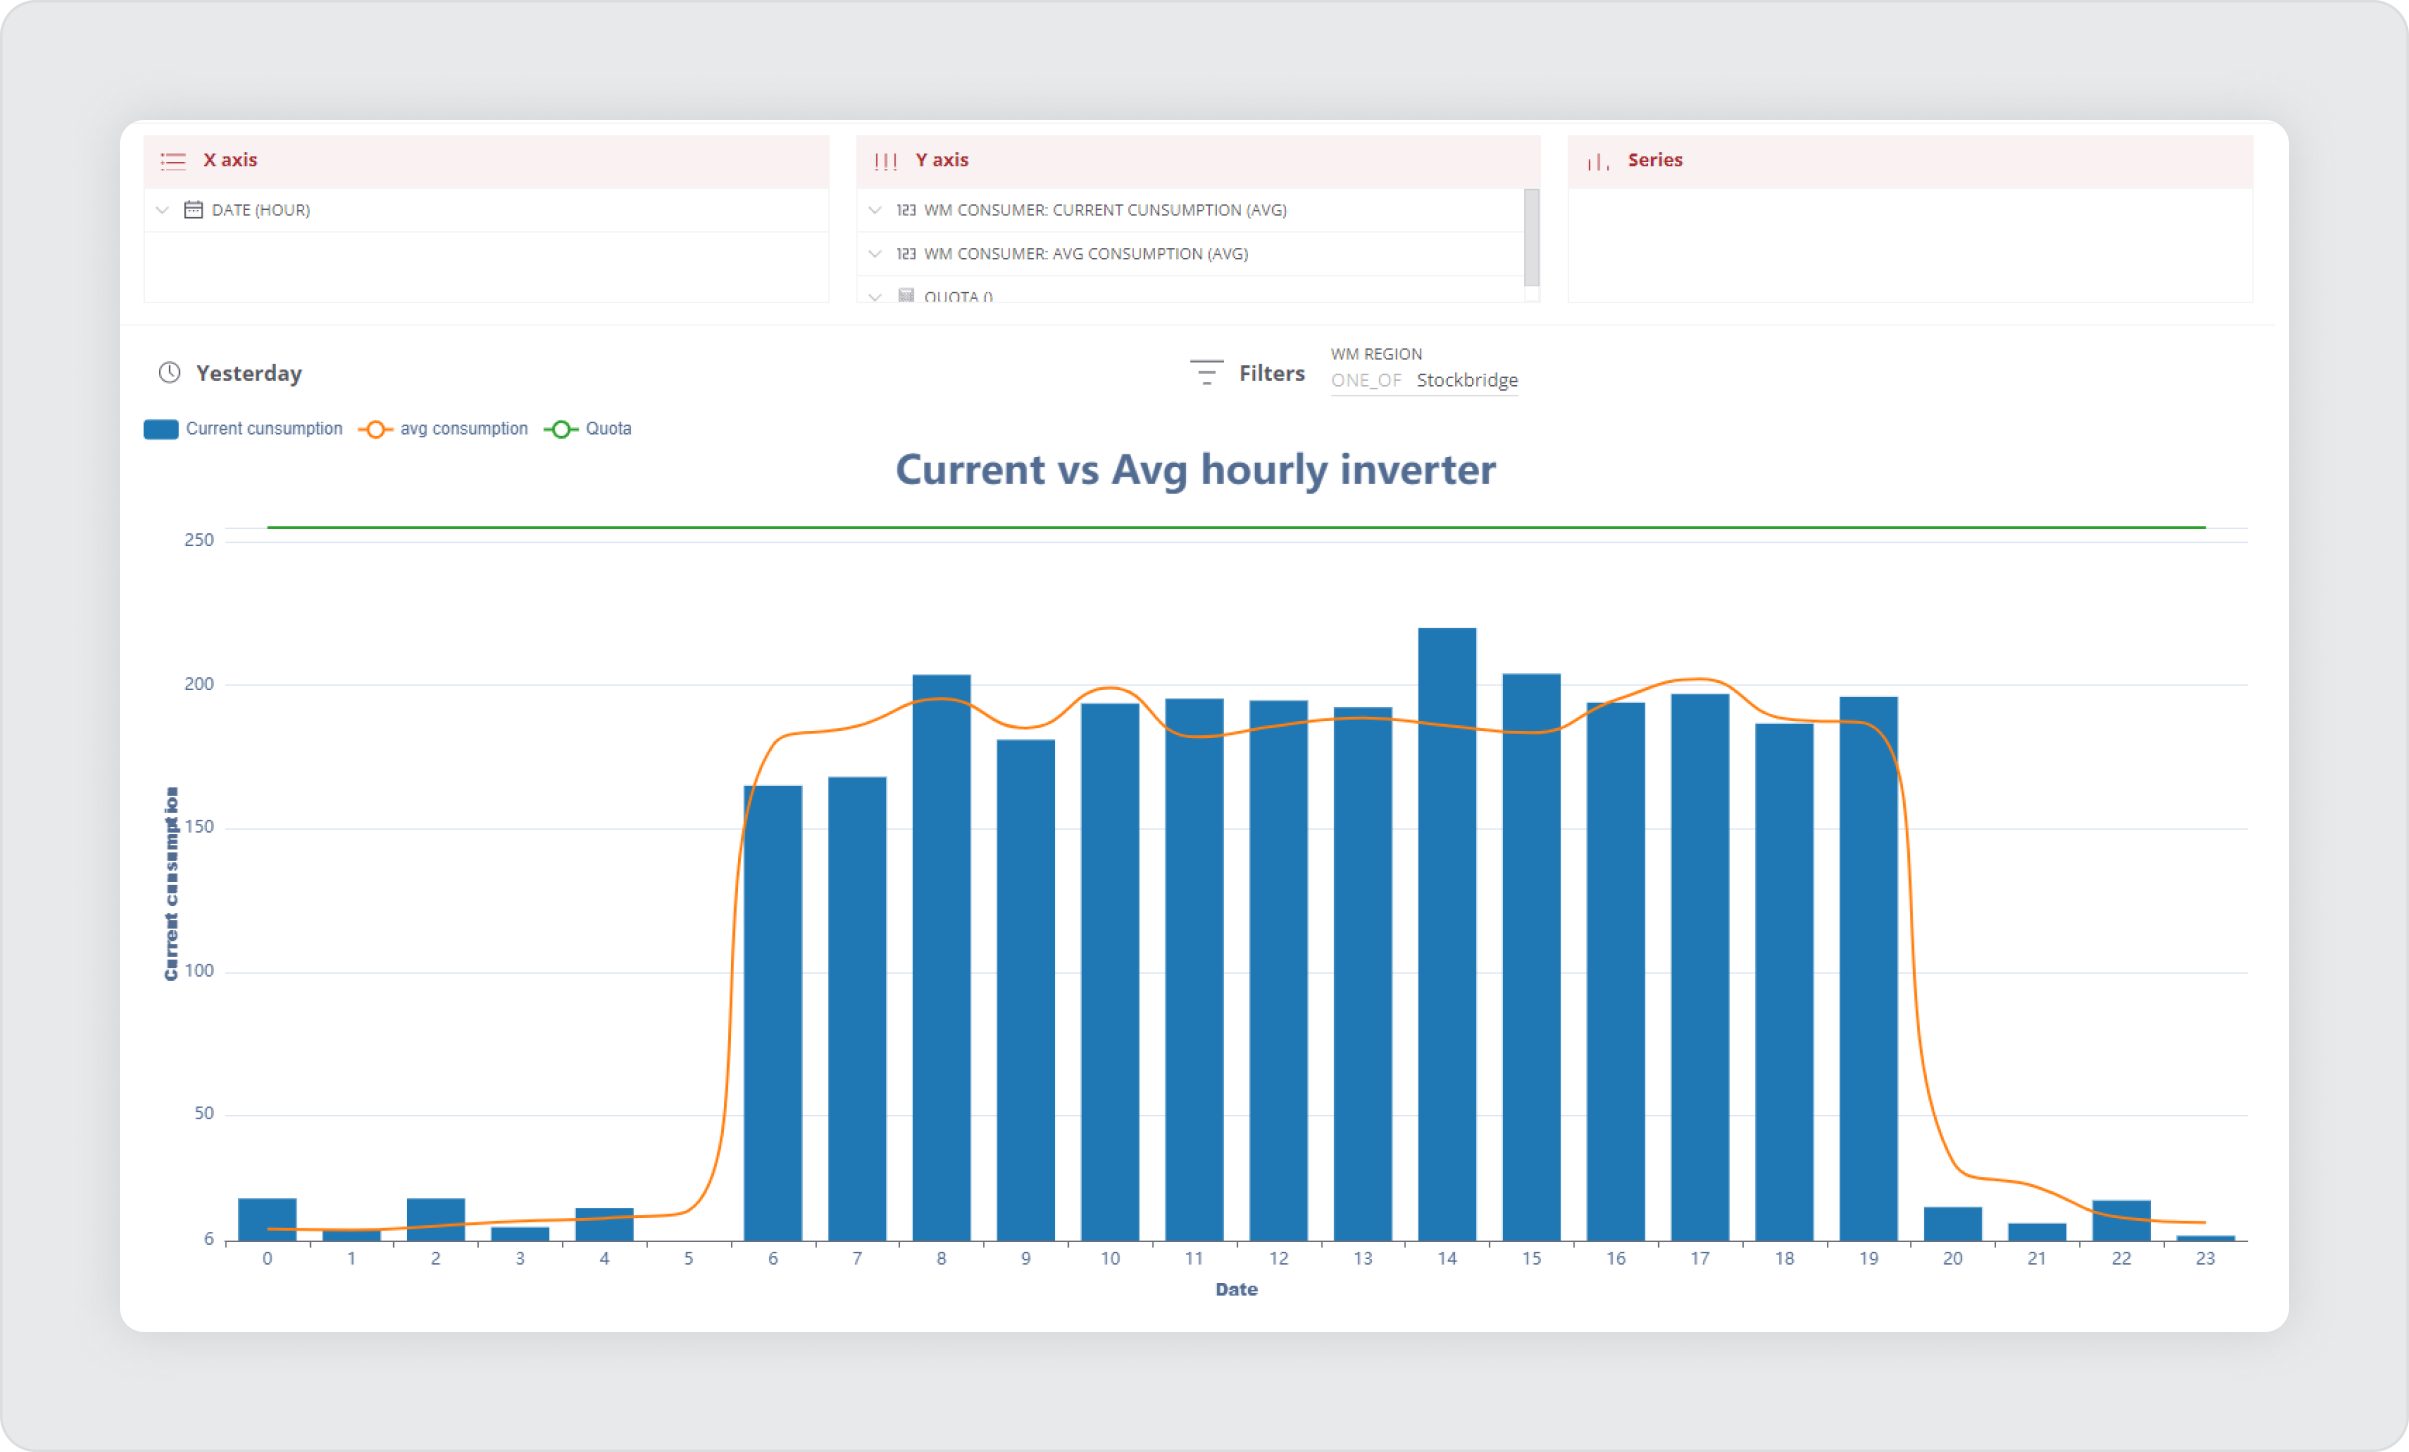 X axis
Y axis
Series
DATE (HOUR)
123 WM CONSUMER: CURRENT CUNSUMPTION (AVG)
123 WM CONSUMER: AVG CONSUMPTION (AVG)
QUOTA ()
Yesterday
Filters
WM REGION
ONE_OF Stockbridge
Current cunsumption avg consumption Quota
Current vs Avg hourly inverter
250
200
150
100
50
6
Current cunsumption
0 1 2 3 4 5 6 7 8 9 10 11 12 13 14 15 16 17 18 19 20 21 22 23
Date